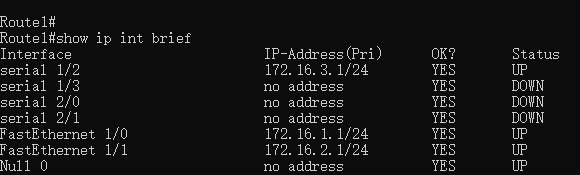 Route1#
Route1#show ip int brief
Interface IP-Address(Pri) OK? Status
serial 1/2 172.16.3.1/24 YES UP
serial 1/3 no address YES DOWN
serial 2/0 no address YES DOWN
serial 2/1 no address YES DOWN
FastEthernet 1/0 172.16.1.1/24 YES UP
FastEthernet 1/1 172.16.2.1/24 YES UP
Null 0 no address YES UP